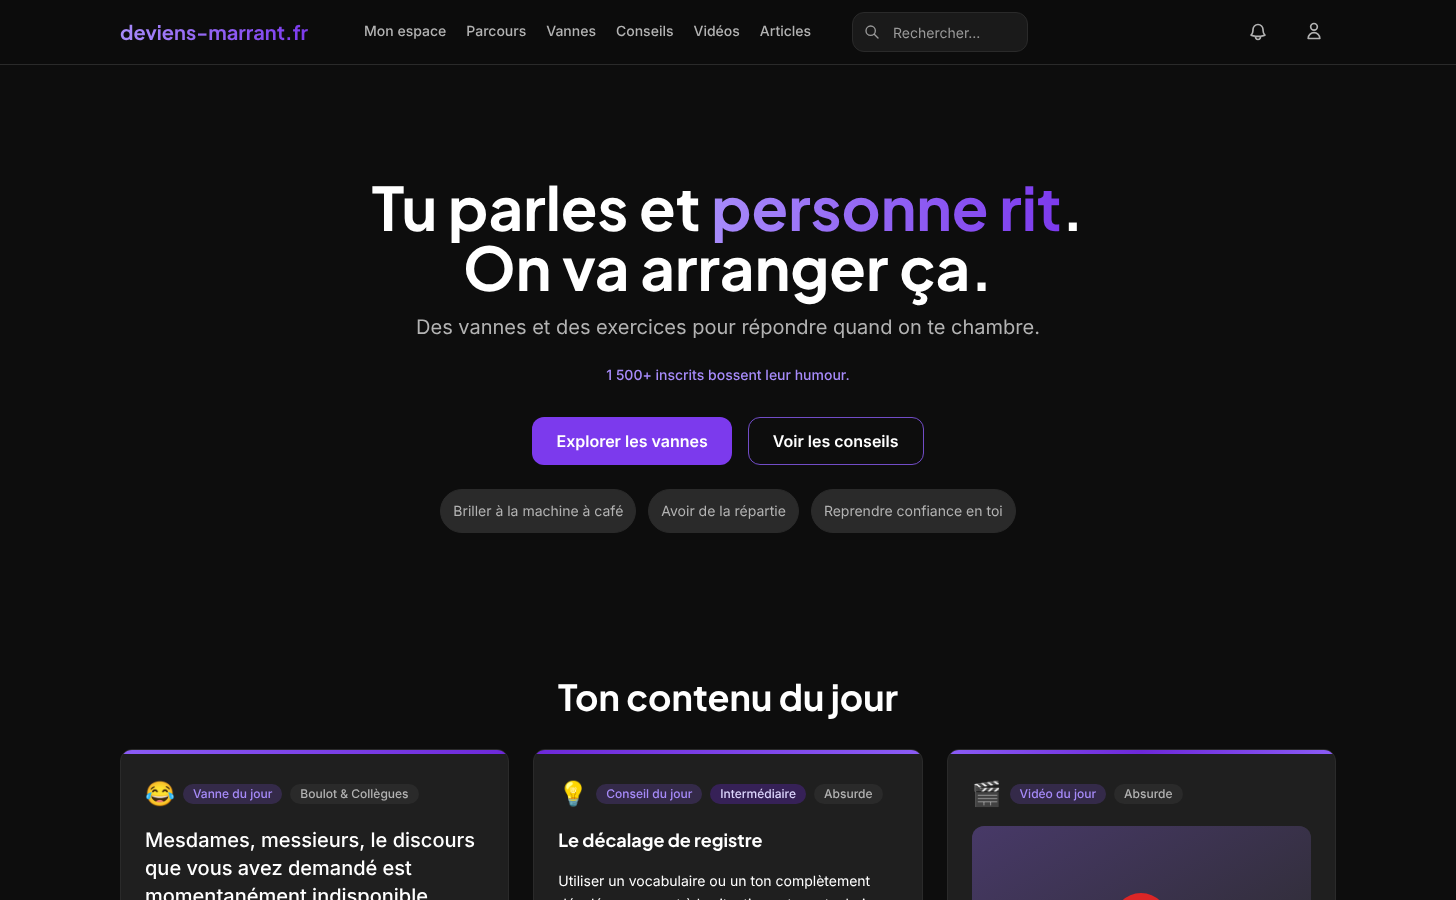 deviens-marrant.fr
Mon espace Parcours Vannes Conseils Vidéos Articles Rechercher...
Tu parles et personne rit.
On va arranger ça.
Des vannes et des exercices pour répondre quand on te chambre.
1 500+ inscrits bossent leur humour.
Explorer les vannes Voir les conseils
Briller à la machine à café Avoir de la répartie Reprendre confiance en toi
Ton contenu du jour
Vanne du jour Boulot & Collègues
Mesdames, messieurs, le discours
que vous avez demandé est
momentanément indisponible
Conseil du jour Intermédiaire Absurde
Le décalage de registre
Utiliser un vocabulaire ou un ton complètement
Vidéo du jour Absurde